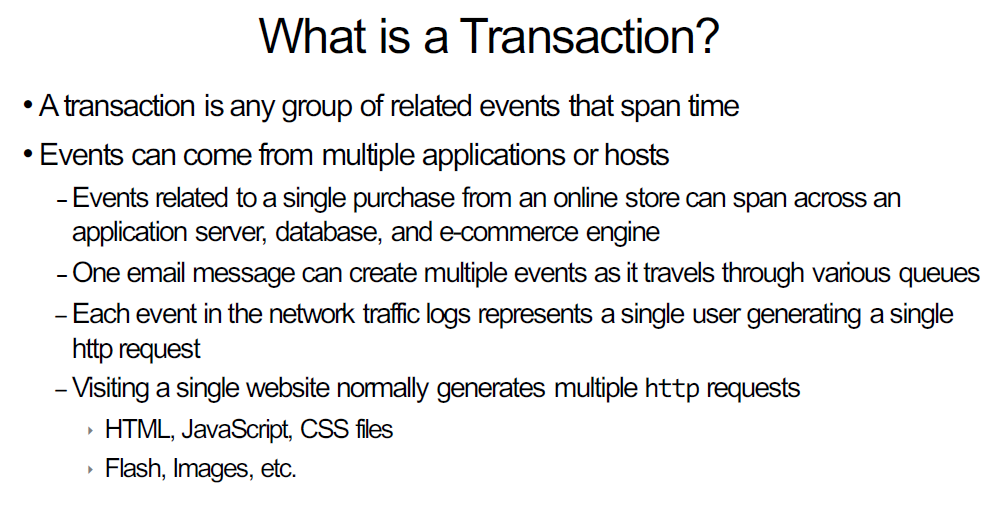 What is a Transaction?
• A transaction is any group of related events that span time
• Events can come from multiple applications or hosts
– Events related to a single purchase from an online store can span across an
application server, database, and e-commerce engine
– One email message can create multiple events as it travels through various queues
– Each event in the network traffic logs represents a single user generating a single
http request
– Visiting a single website normally generates multiple http requests
‣ HTML, JavaScript, CSS files
‣ Flash, Images, etc.